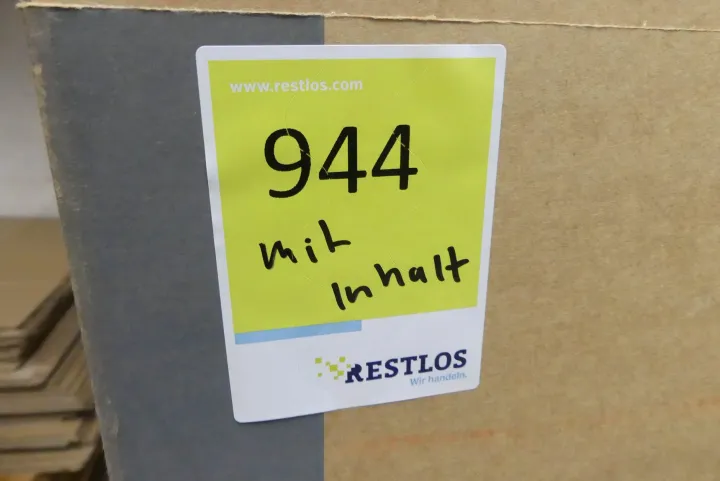 www.restlos.com
944
mit
Inhalt
RESTLOS
Wir handeln.